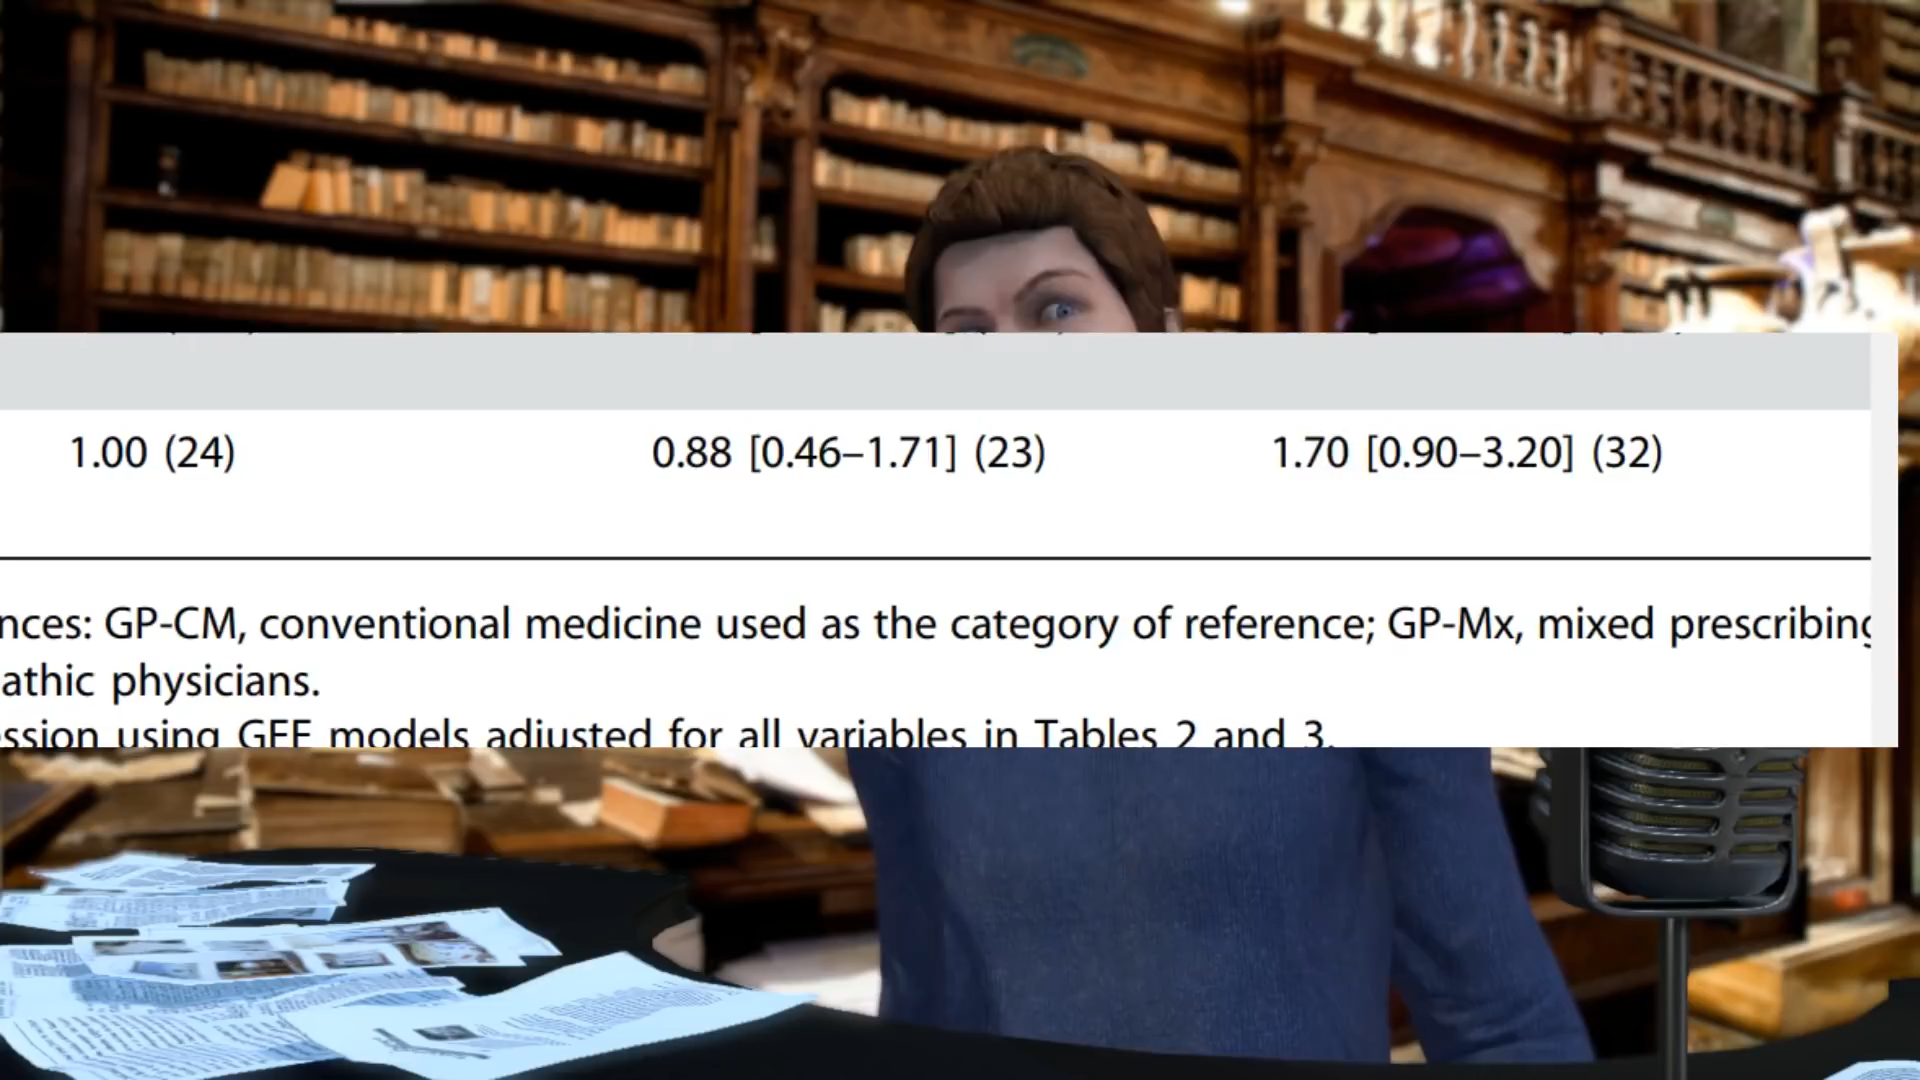 1.00 (24) 0.88 [0.46–1.71] (23) 1.70 [0.90–3.20] (32)
nces: GP-CM, conventional medicine used as the category of reference; GP-Mx, mixed prescribing
athic physicians.
ssion using GEE models adjusted for all variables in Tables 2 and 3.